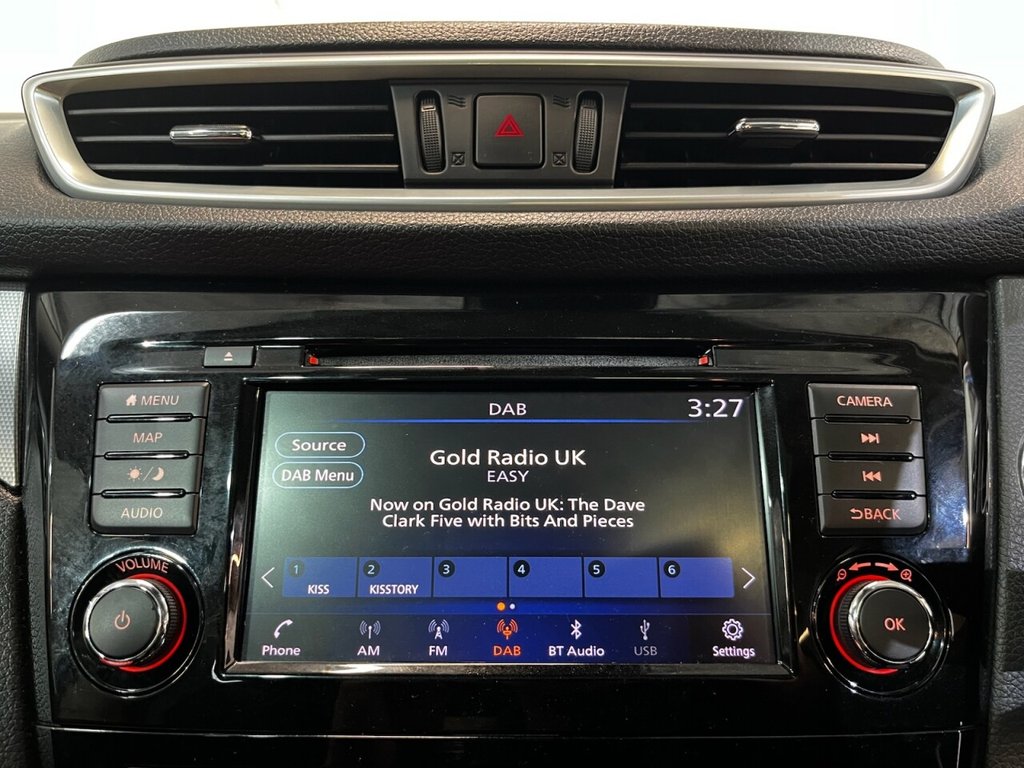 MENU
MAP
AUDIO
VOLUME
DAB
3:27
Source
DAB Menu
Gold Radio UK
EASY
Now on Gold Radio UK: The Dave
Clark Five with Bits And Pieces
1 2 3 4 5 6
KISS KISSTORY
Phone AM FM DAB BT Audio USB Settings
CAMERA
BACK
OK